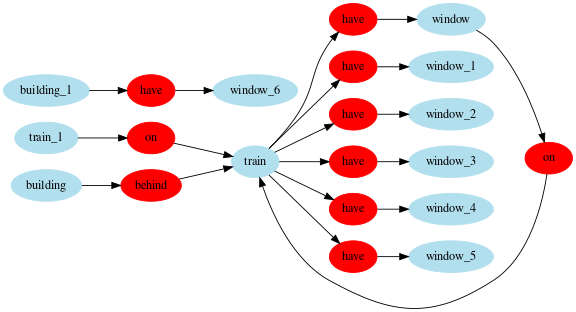 have window
have window_1
building_1 have window_6
have window_2
train_1 on
on
train have window_3
building behind
have window_4
have window_5